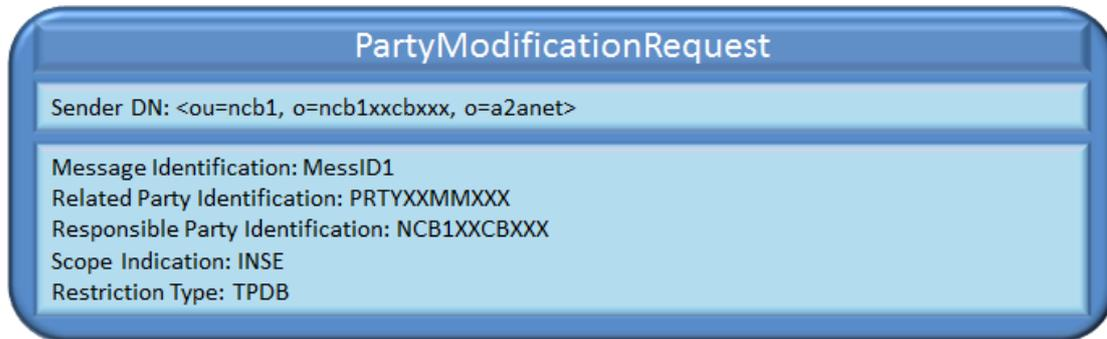 PartyModificationRequest
Sender DN: <ou=ncb1, o=ncb1xxcbxxx, o=a2anet>
Message Identification: MessID1
Related Party Identification: PRTYXXMMXXX
Responsible Party Identification: NCB1XXCBXXX
Scope Indication: INSE
Restriction Type: TPDB